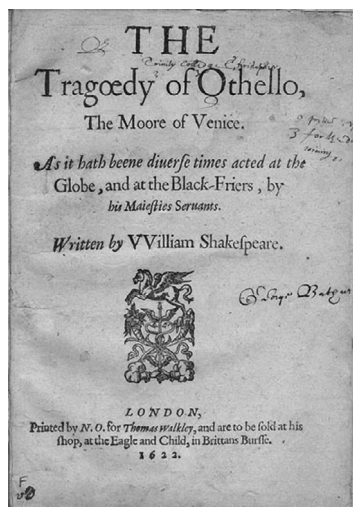 THE
Tragœdy of Othello,
The Moore of Venice.
As it hath beene diuerſe times acted at the
Globe, and at the Black-Friers, by
his Maieſties Seruants.
Written by VVilliam Shakeſpeare.
LONDON,
Printed by N. O. for Thomas Walkley, and are to be ſold at his
ſhop, at the Eagle and Child, in Brittans Burſſe.
1622.